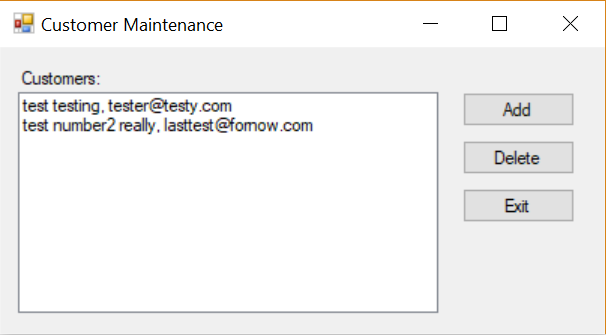 Customer Maintenance
Customers:
test testing, tester@testy.com
test number2 really, lasttest@fornow.com
Add
Delete
Exit